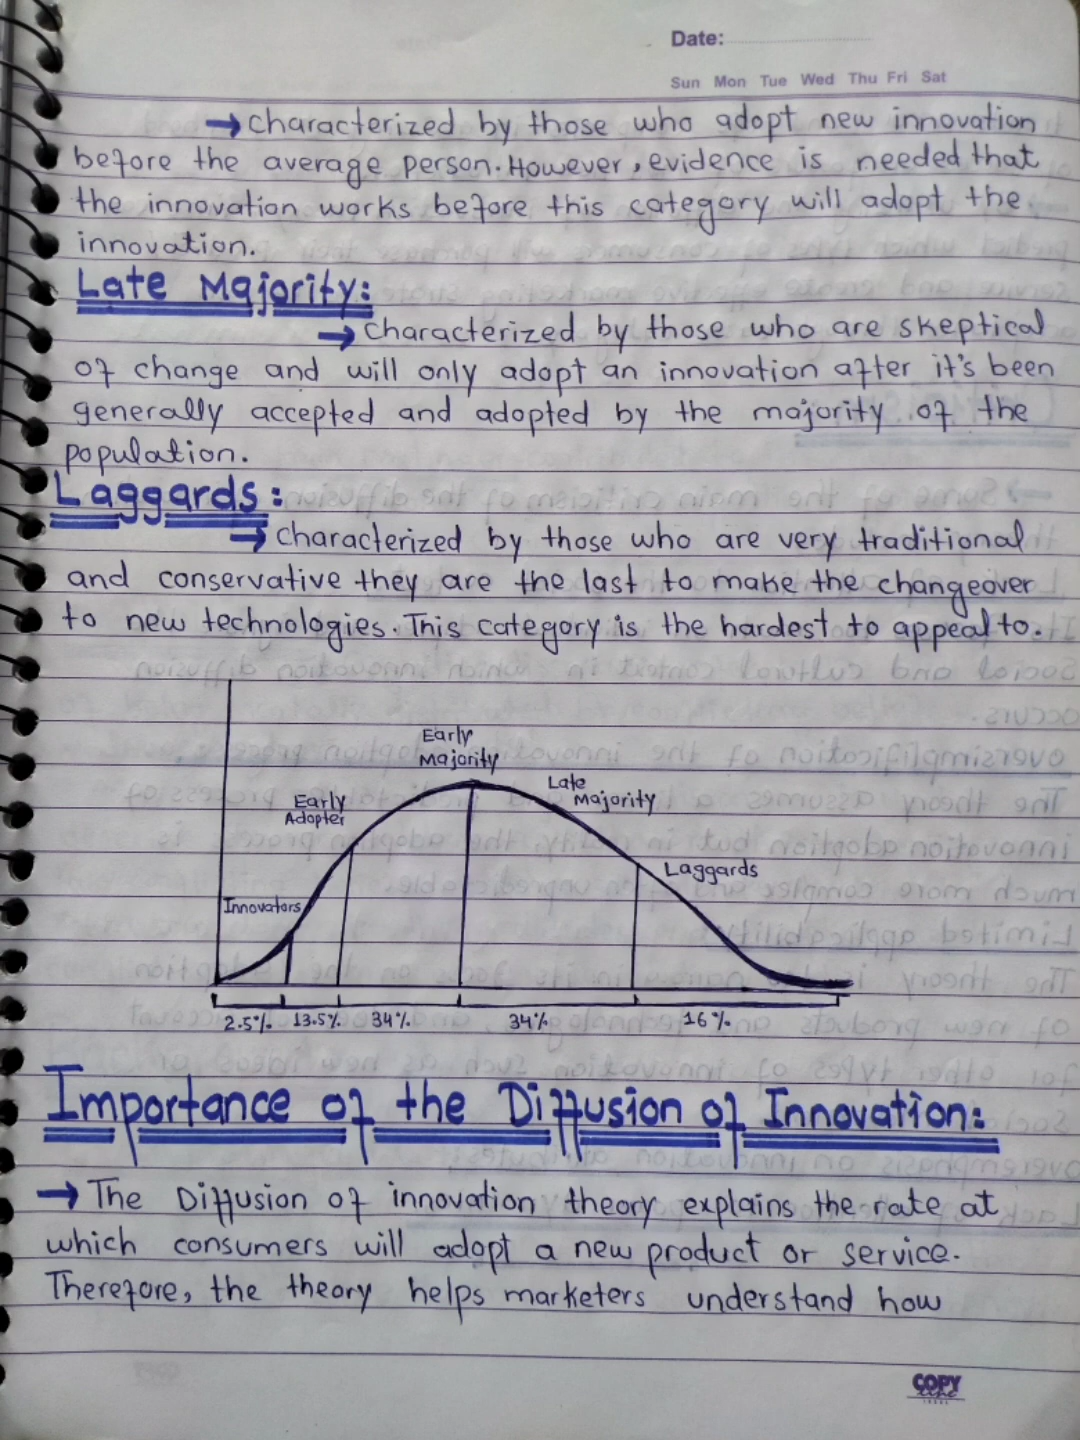 Date:
Sun Mon Tue Wed Thu Fri Sat
→ characterized by those who adopt new innovation
before the average person. However, evidence is needed that
the innovation works before this category will adopt the
innovation.
Late Majority:
→ characterized by those who are skeptical
of change and will only adopt an innovation after it's been
generally accepted and adopted by the majority of the
population.
Laggards:
→ characterized by those who are very traditional
and conservative they are the last to make the changeover
to new technologies. This category is the hardest to appeal to.
Early
Majority
Late
Majority
Early
Adopter
Laggards
Innovators
2.5% 13.5% 34% 34% 16%
Importance of the Diffusion of Innovation:
→ The Diffusion of innovation theory explains the rate at
which consumers will adopt a new product or service.
Therefore, the theory helps marketers understand how
COPY